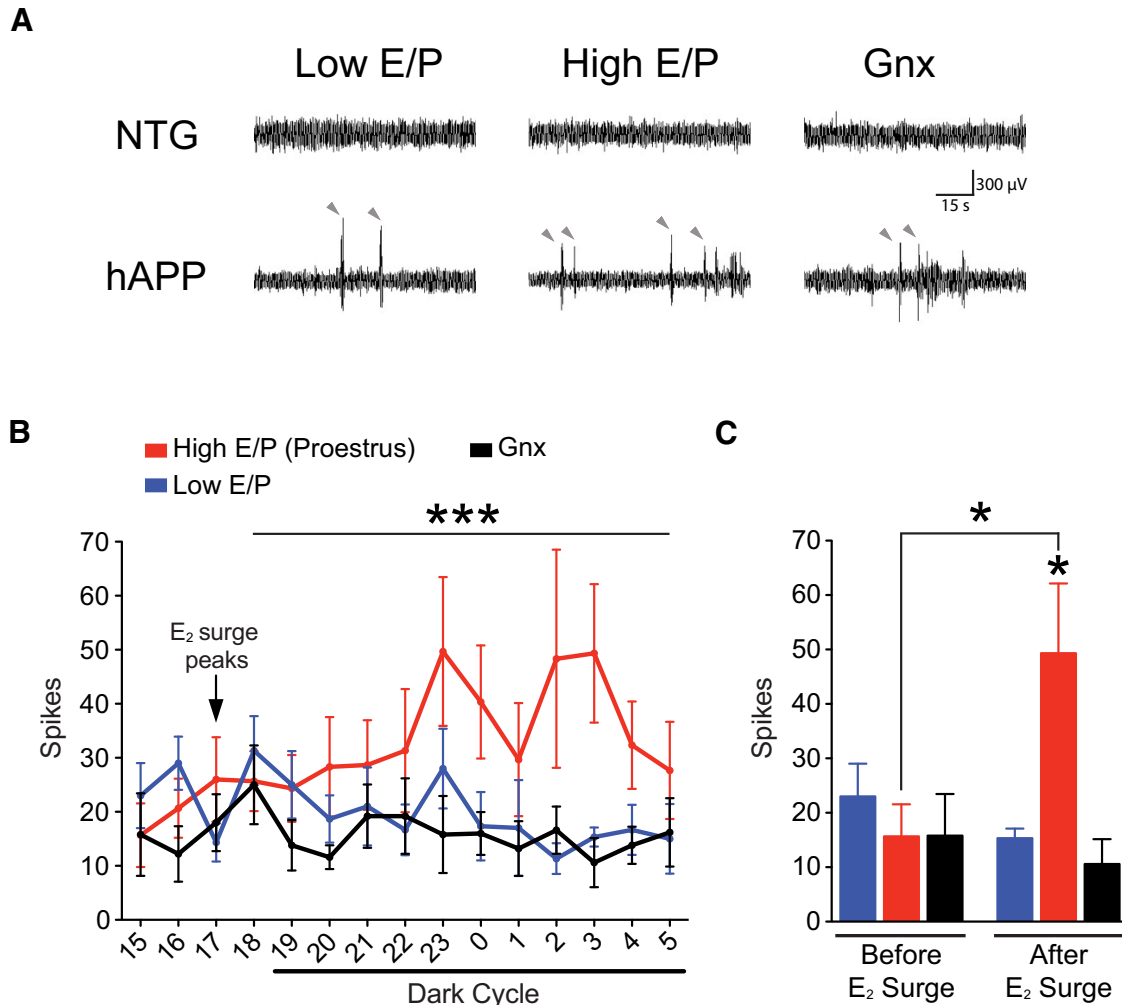 A
Low E/P High E/P Gnx
NTG
300 µV
15 s
hAPP
B
High E/P (Proestrus) Gnx
Low E/P
***
70
60
50
40
30
20
10
0
Spikes
E₂ surge
peaks
15 16 17 18 19 20 21 22 23 0 1 2 3 4 5
Dark Cycle
C
*
*
70
60
50
40
30
20
10
0
Spikes
Before
E₂ Surge
After
E₂ Surge